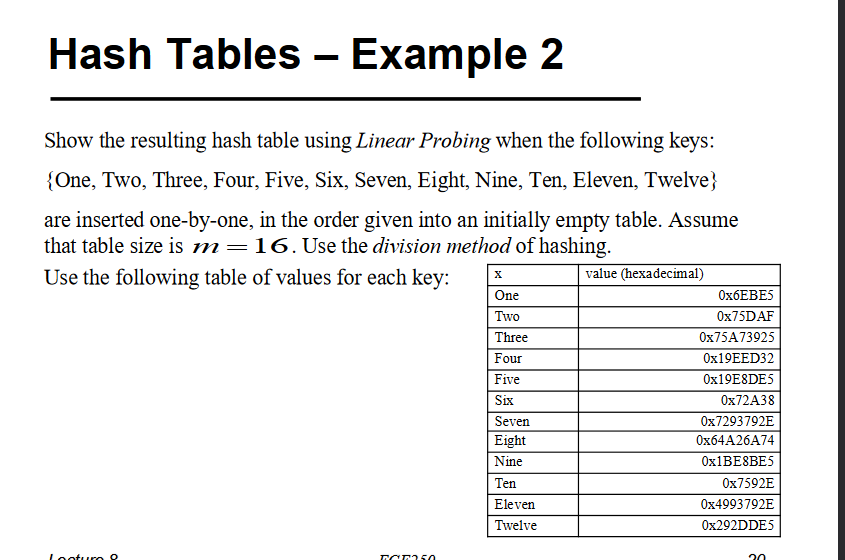 Hash Tables – Example 2
Show the resulting hash table using Linear Probing when the following keys:
{One, Two, Three, Four, Five, Six, Seven, Eight, Nine, Ten, Eleven, Twelve}
are inserted one-by-one, in the order given into an initially empty table. Assume
that table size is m = 16. Use the division method of hashing.
Use the following table of values for each key:
x value (hexadecimal)
One 0x6EBE5
Two 0x75DAF
Three 0x75A73925
Four 0x19EED32
Five 0x19E8DE5
Six 0x72A38
Seven 0x7293792E
Eight 0x64A26A74
Nine 0x1BE8BE5
Ten 0x7592E
Eleven 0x4993792E
Twelve 0x292DDE5
Lecture 8 ECE250 20